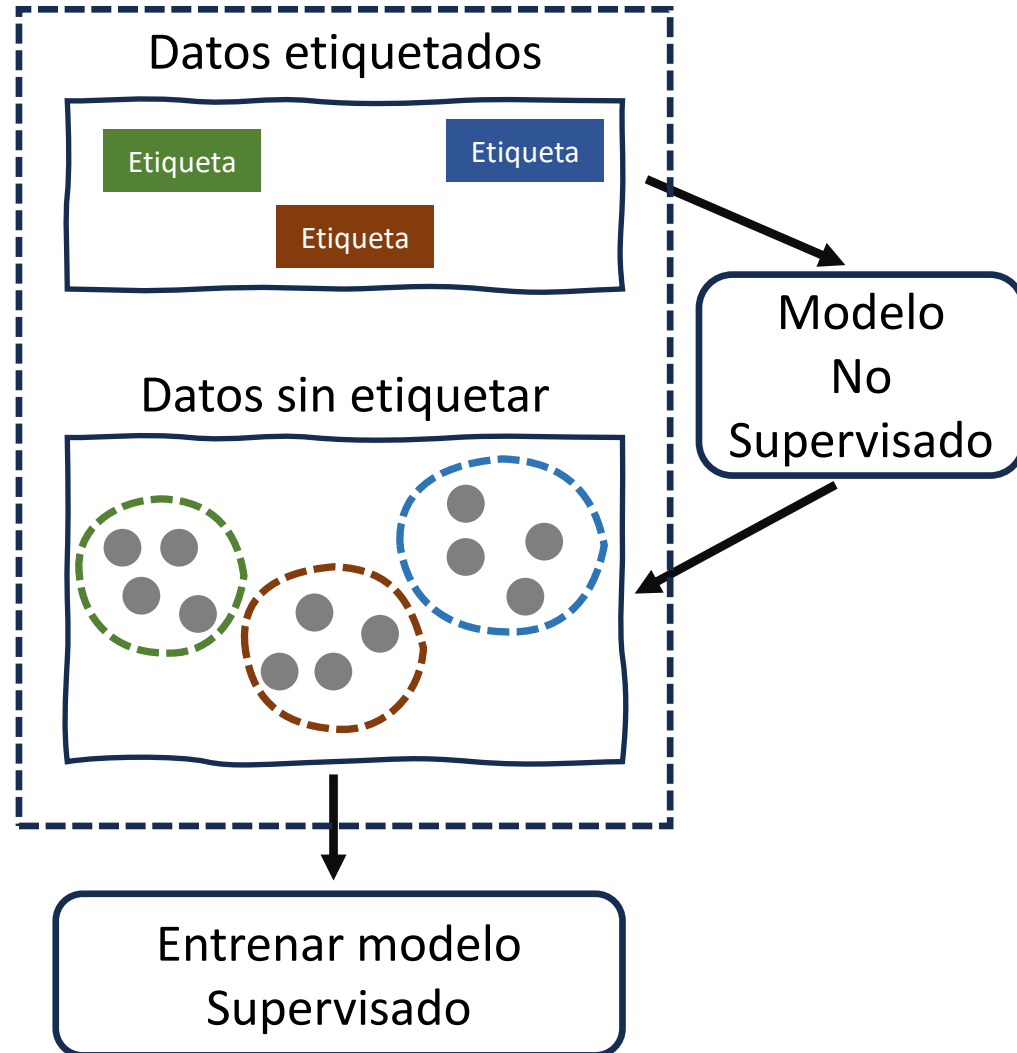 Datos etiquetados
Etiqueta
Etiqueta
Etiqueta
Modelo
No
Supervisado
Datos sin etiquetar
Entrenar modelo
Supervisado